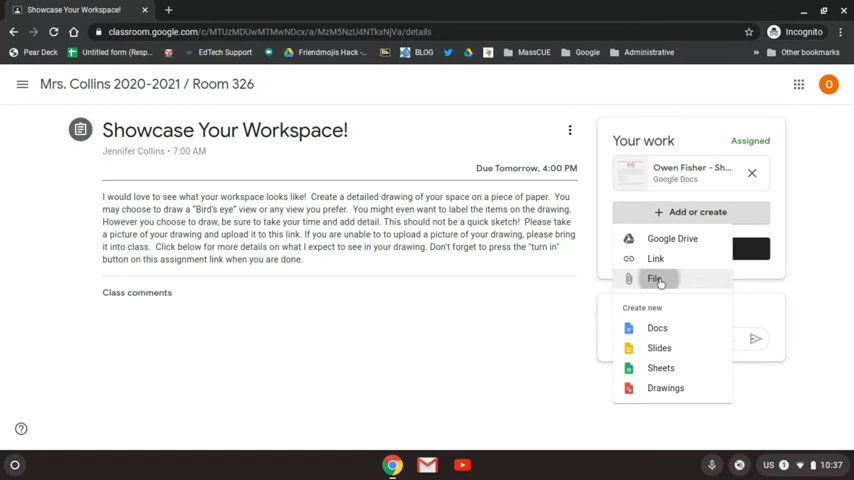 Showcase Your Workspace!
classroom.google.com/c/MTUzMDUwMTMwNDcx/a/MzM5NzU4NTkxNjVa/details
Incognito
Pear Deck
Untitled form (Resp...
EdTech Support
Friendmojis Hack -...
BLOG
MassCUE
Google
Administrative
»
Other bookmarks
Mrs. Collins 2020-2021 / Room 326
O
Showcase Your Workspace!
Jennifer Collins • 7:00 AM
Due Tomorrow, 4:00 PM
I would love to see what your workspace looks like! Create a detailed drawing of your space on a piece of paper. You
may choose to draw a "Bird's eye" view or any view you prefer. You might even want to label the items on the drawing.
However you choose to draw, be sure to take your time and add detail. This should not be a quick sketch! Please take
a picture of your drawing and upload it to this link. If you are unable to to upload a picture of your drawing, please bring
it into class. Click below for more details on what I expect to see in your drawing. Don't forget to press the "turn in"
button on this assignment link when you are done.
Class comments
Your work
Assigned
Owen Fisher - Sh...
Google Docs
+ Add or create
Google Drive
Link
File
Create new
Docs
Slides
Sheets
Drawings
US
1
10:37